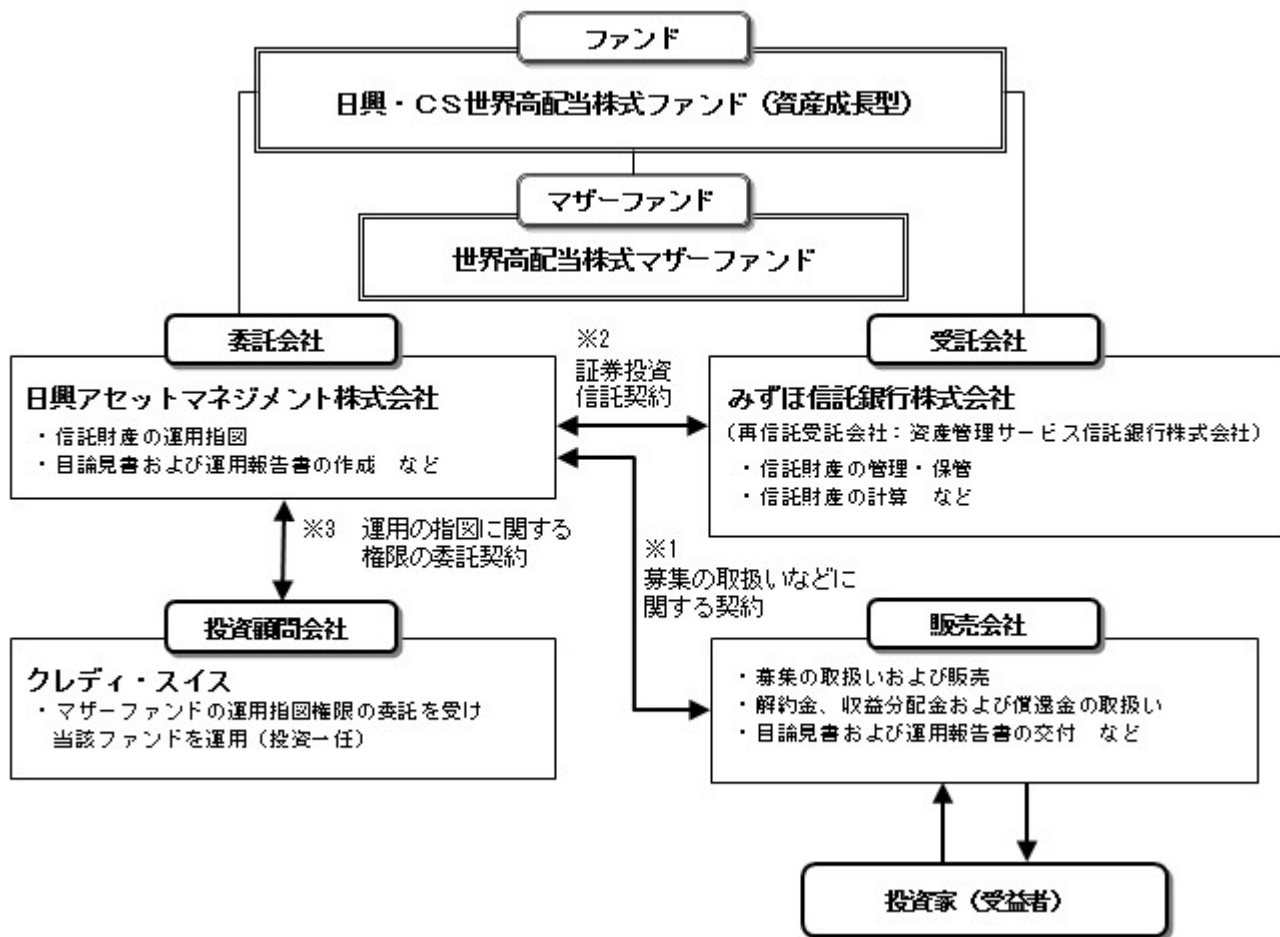 ファンド
日興・CS世界高配当株式ファンド（資産成長型）
マザーファンド
世界高配当株式マザーファンド
委託会社
日興アセットマネジメント株式会社
・信託財産の運用指図
・目論見書および運用報告書の作成　など
※2
証券投資
信託契約
受託会社
みずほ信託銀行株式会社
（再信託受託会社：資産管理サービス信託銀行株式会社）
・信託財産の管理・保管
・信託財産の計算　など
※3　運用の指図に関する
権限の委託契約
※1
募集の取扱いなどに
関する契約
投資顧問会社
クレディ・スイス
・マザーファンドの運用指図権限の委託を受け
当該ファンドを運用（投資一任）
販売会社
・募集の取扱いおよび販売
・解約金、収益分配金および償還金の取扱い
・目論見書および運用報告書の交付　など
投資家（受益者）